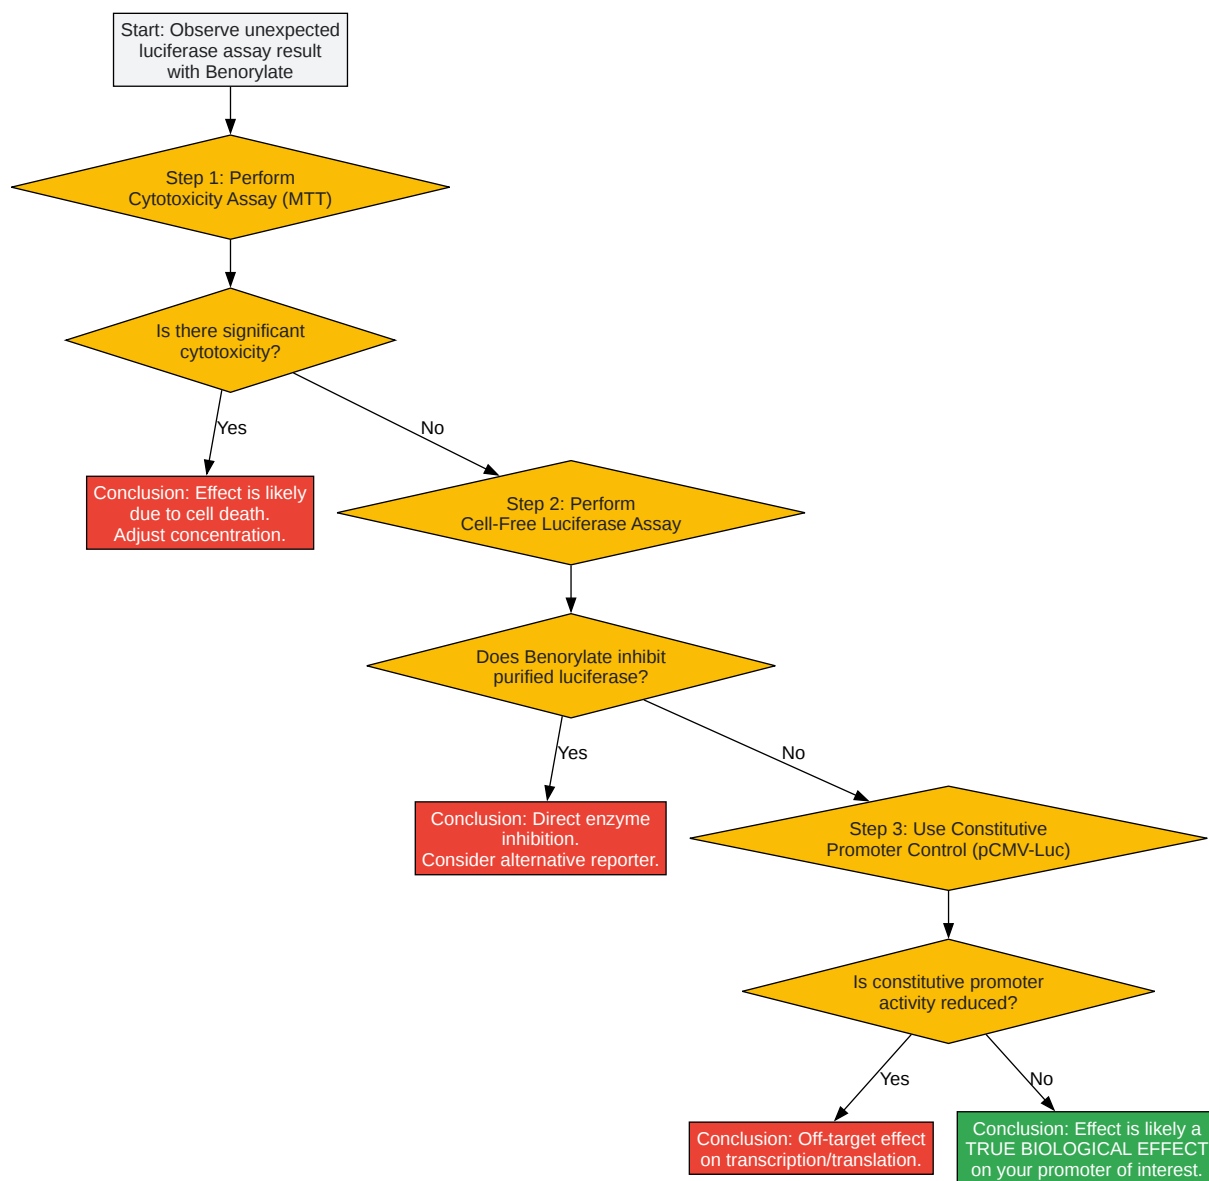 Start: Observe unexpected
luciferase assay result
with Benorylate
Step 1: Perform
Cytotoxicity Assay (MTT)
Is there significant
cytotoxicity?
Yes
No
Conclusion: Effect is likely
due to cell death.
Adjust concentration.
Step 2: Perform
Cell-Free Luciferase Assay
Does Benorylate inhibit
purified luciferase?
Yes
No
Conclusion: Direct enzyme
inhibition.
Consider alternative reporter.
Step 3: Use Constitutive
Promoter Control (pCMV-Luc)
Is constitutive promoter
activity reduced?
Yes
No
Conclusion: Off-target effect
on transcription/translation.
Conclusion: Effect is likely a
TRUE BIOLOGICAL EFFECT
on your promoter of interest.